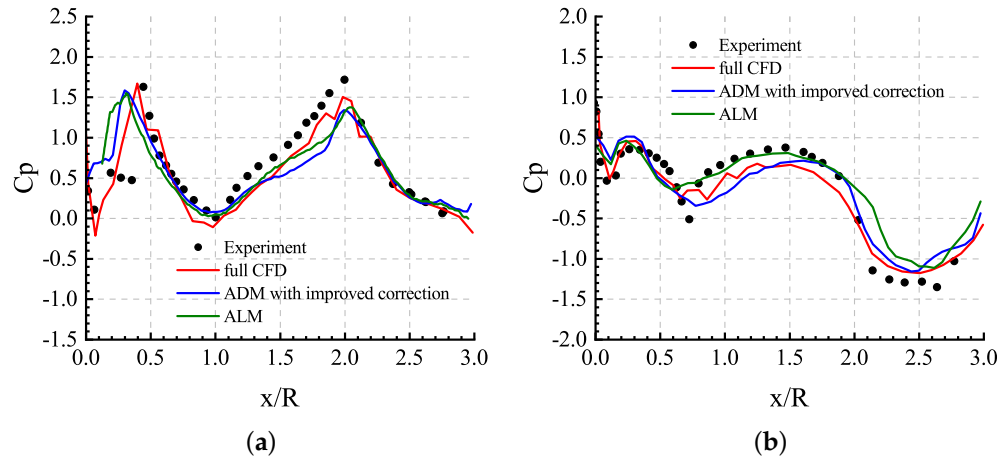 2.5
2.0
1.5
1.0
0.5
0.0
-0.5
-1.0
-1.5
Cp
0.0 0.5 1.0 1.5 2.0 2.5 3.0
x/R
Experiment
full CFD
ADM with improved correction
ALM
(a)
2.0
1.5
1.0
0.5
0.0
-0.5
-1.0
-1.5
-2.0
Cp
0.0 0.5 1.0 1.5 2.0 2.5 3.0
x/R
Experiment
full CFD
ADM with imporved correction
ALM
(b)